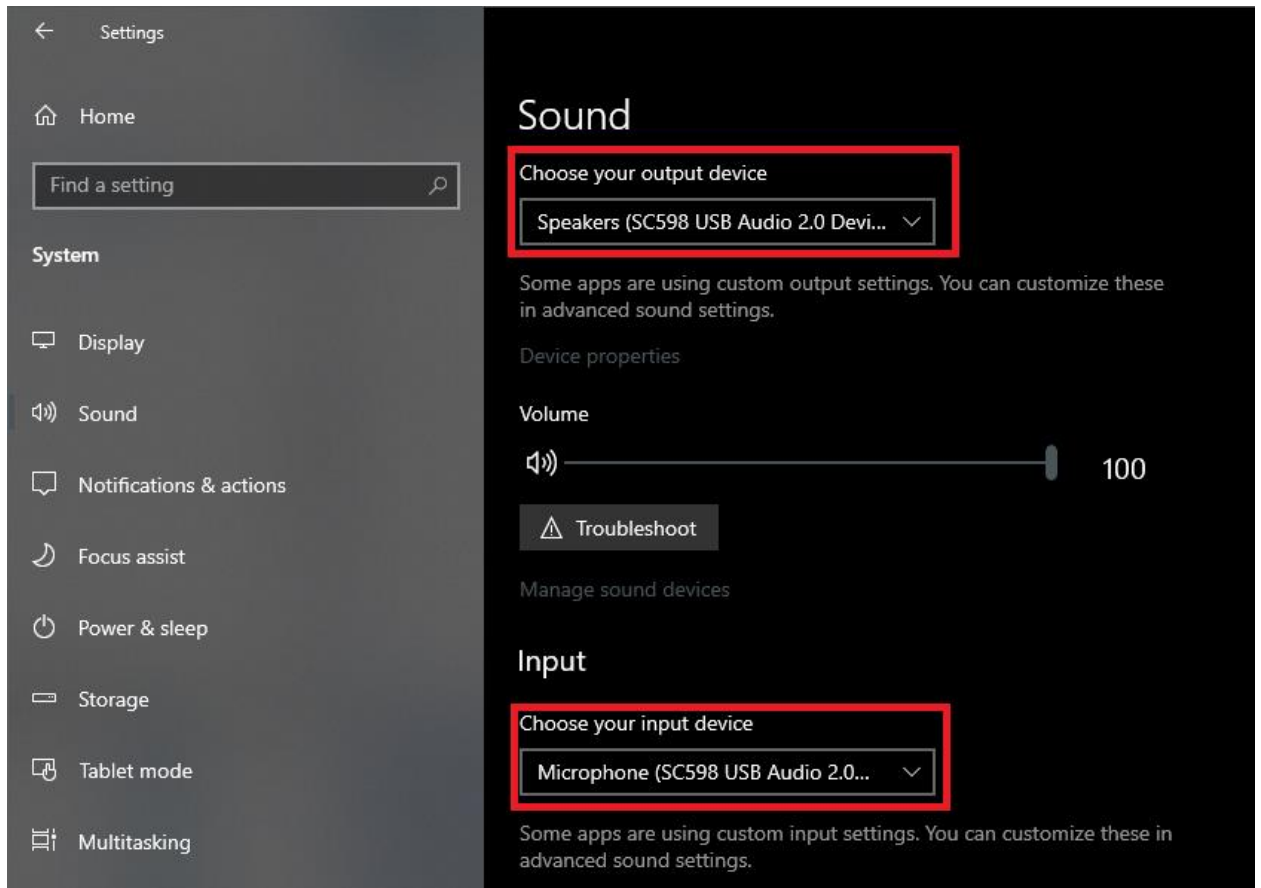 Settings
Home
Find a setting
System
Display
Sound
Notifications & actions
Focus assist
Power & sleep
Storage
Tablet mode
Multitasking
Sound
Choose your output device
Speakers (SC598 USB Audio 2.0 Devi...
Some apps are using custom output settings. You can customize these
in advanced sound settings.
Device properties
Volume
100
Troubleshoot
Manage sound devices
Input
Choose your input device
Microphone (SC598 USB Audio 2.0...
Some apps are using custom input settings. You can customize these in
advanced sound settings.